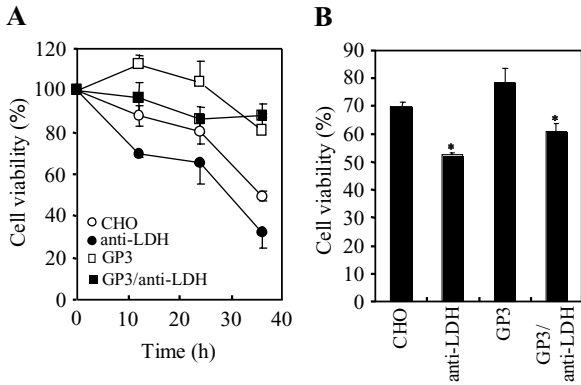 A
Cell viability (%)
120
100
80
60
40
20
0
CHO
anti-LDH
GP3
GP3/anti-LDH
0
10
20
30
40
Time (h)
B
Cell viability (%)
90
80
70
60
50
40
30
20
10
0
*
*
CHO
anti-LDH
GP3
GP3/
anti-LDH